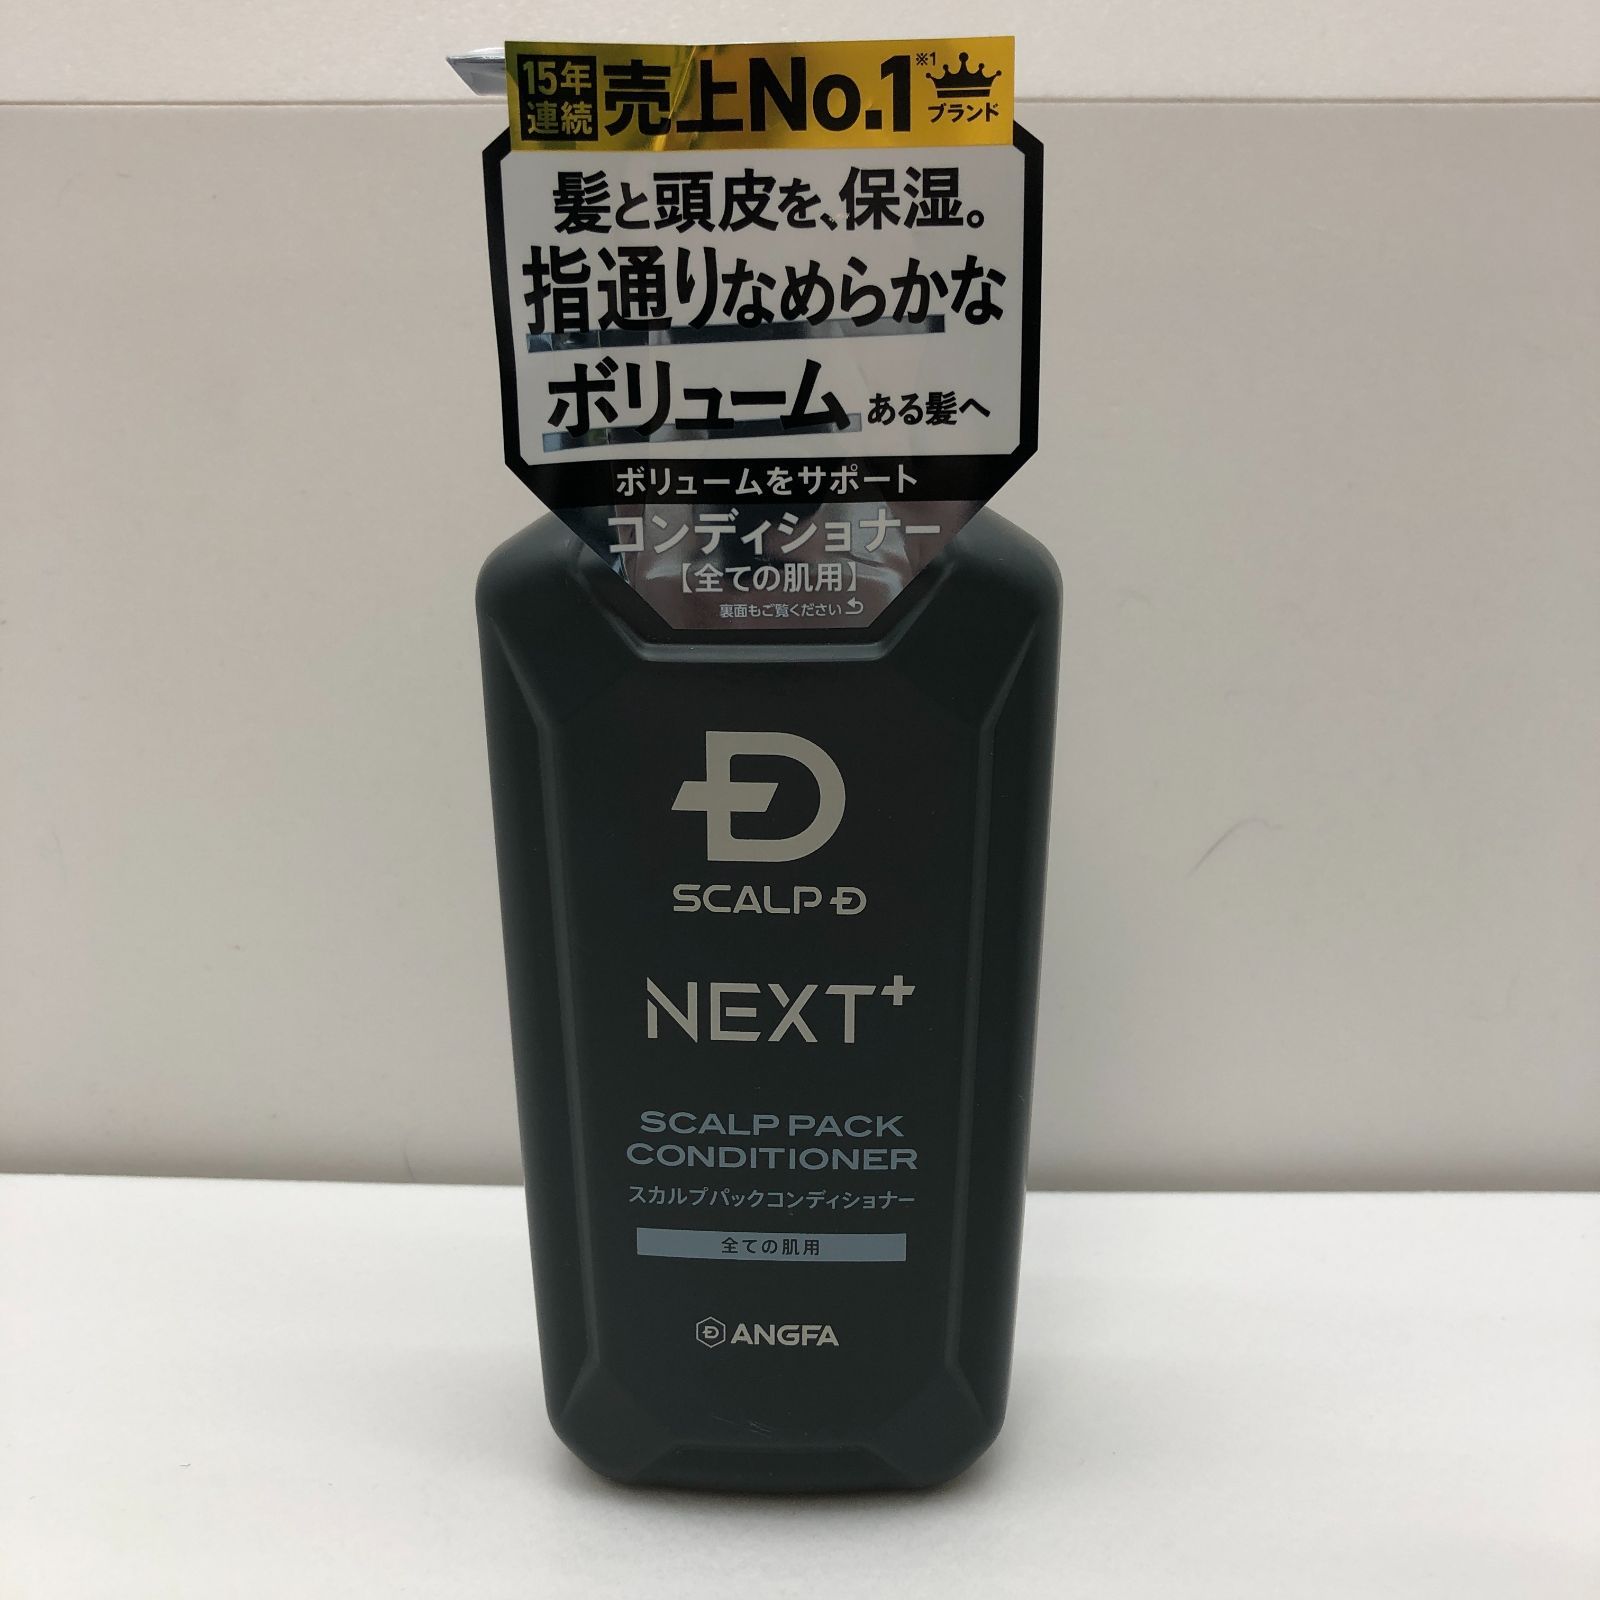 15年
連続
売上No.1※1
ブランド
髪と頭皮を、保湿。
指通りなめらかな
ボリュームある髪へ
ボリュームをサポート
コンディショナー
【全ての肌用】
裏面もご覧ください
D
SCALP D
NEXT+
SCALP PACK
CONDITIONER
スカルプパックコンディショナー
全ての肌用
D ANGFA